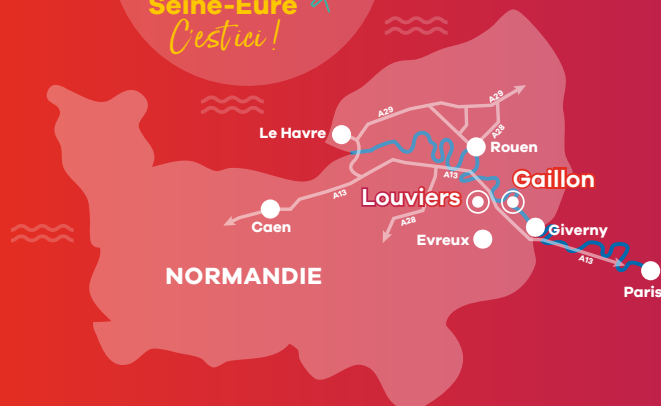 Seine-Eure
C'est ici !
A29
A29
Le Havre
A28
Rouen
A13
Gaillon
A13
Louviers
Caen
A28
Giverny
Evreux
A13
NORMANDIE
Paris